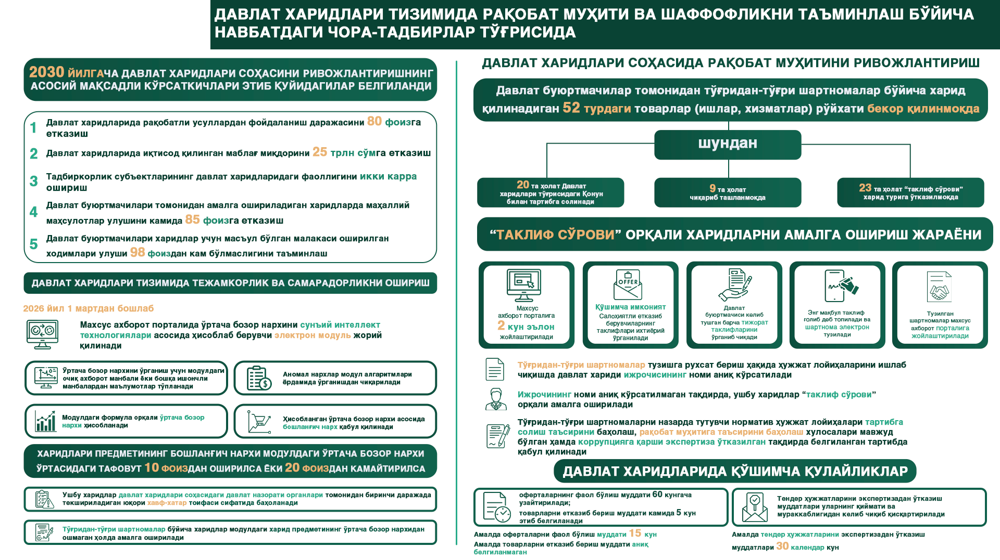 ДАВЛАТ ХАРИДЛАРИ ТИЗИМИДА РАҚОБАТ МУҲИТИ ВА ШАФФОФЛИКНИ ТАЪМИНЛАШ БЎЙИЧА
НАВБАТДАГИ ЧОРА-ТАДБИРЛАР ТЎҒРИСИДА
2030 ЙИЛГАЧА ДАВЛАТ ХАРИДЛАРИ СОҲАСИНИ РИВОЖЛАНТИРИШНИНГ
АСОСИЙ МАҚСАДЛИ КЎРСАТКИЧЛАРИ ЭТИБ ҚУЙИДАГИЛАР БЕЛГИЛАНДИ
1
Давлат харидларида рақобатли усуллардан фойдаланиш даражасини 80 фоизга
етказиш
2
Давлат харидларида иқтисод қилинган маблағ миқдорини 25 трлн сўмга етказиш
3
Тадбиркорлик субъектларининг давлат харидларидаги фаоллигини икки карра
ошириш
4
Давлат буюртмачилари томонидан амалга ошириладиган харидларда маҳаллий
маҳсулотлар улушини камида 85 фоизга етказиш
5
Давлат буюртмачилари харидлар учун масъул бўлган малакаси оширилган
ходимлари улуши 98 фоиздан кам бўлмаслигини таъминлаш
ДАВЛАТ ХАРИДЛАРИ ТИЗИМИДА ТЕЖАМКОРЛИК ВА САМАРАДОРЛИКНИ ОШИРИШ
2026 йил 1 мартдан бошлаб
Махсус ахборот порталида ўртача бозор нархини сунъий интеллект
технологиялари асосида ҳисоблаб берувчи электрон модуль жорий
қилинади
Ўртача бозор нархини ўрганиш учун модулдаги
очиқ ахборот манбали ёки бошқа ишончли
манбалардан маълумотлар тўпланади
Аномал нархлар модул алгоритмлари
ёрдамида ўрганишдан чиқарилади
Модулдаги формула орқали ўртача бозор
нархи ҳисобланади
Ҳисобланган ўртача бозор нархи асосида
бошланғич нарх қабул қилинади
ХАРИДЛАРИ ПРЕДМЕТИНИНГ БОШЛАНҒИЧ НАРХИ МОДУЛДАГИ ЎРТАЧА БОЗОР НАРХИ
ЎРТАСИДАГИ ТАФОВУТ 10 ФОИЗДАН ОШИРИЛСА ЁКИ 20 ФОИЗДАН КАМАЙТИРИЛСА
Ушбу харидлар давлат харидлари соҳасидаги давлат назорати органлари томонидан биринчи даражада
текшириладиган юқори хавф-хатар тоифаси сифатида баҳоланади
Тўғридан-тўғри шартномалар бўйича харидлар модулдаги харид предметининг ўртача бозор нархидан
ошмаган ҳолда амалга оширилади
ДАВЛАТ ХАРИДЛАРИ СОҲАСИДА РАҚОБАТ МУҲИТИНИ РИВОЖЛАНТИРИШ
Давлат буюртмачилар томонидан тўғридан-тўғри шартномалар бўйича харид
қилинадиган 52 турдаги товарлар (ишлар, хизматлар) рўйхати бекор қилинмоқда
шундан
20 та ҳолат Давлат
харидлари тўғрисидаги Қонун
билан тартибга солинади
9 та ҳолат
чиқариб ташланмоқда
23 та ҳолат “таклиф сўрови”
харид турига ўтказилмоқда
“ТАКЛИФ СЎРОВИ” ОРҚАЛИ ХАРИДЛАРНИ АМАЛГА ОШИРИШ ЖАРАЁНИ
Махсус
ахборот порталига
2 кун эълон
жойлаштирилади
OFFER
Қўшимча имконият
Салоҳиятли етказиб
берувчиларнинг
таклифлари ихтиёрий
ўрганилади
Давлат
буюртмачиси келиб
тушган барча тижорат
таклифларини
ўрганиб чиқади
Энг мақбул таклиф
ғолиб деб топилади ва
шартнома электрон
тузилади
Тузилган
шартномалар махсус
ахборот порталига
жойлаштирилади
Тўғридан-тўғри шартномалар тузишга рухсат бериш ҳақида ҳужжат лойиҳаларини ишлаб
чиқишда давлат хариди ижрочисининг номи аниқ кўрсатилади
Ижрочининг номи аниқ кўрсатилмаган тақдирда, ушбу харидлар “таклиф сўрови”
орқали амалга оширилади
Тўғридан-тўғри шартномаларни назарда тутувчи норматив ҳужжат лойиҳалари тартибга
солиш таъсирини баҳолаш, рақобат муҳитига таъсирини баҳолаш хулосалари мавжуд
бўлган ҳамда коррупцияга қарши экспертиза ўтказилган тақдирда белгиланган тартибда
қабул қилинади
ДАВЛАТ ХАРИДЛАРИДА ҚЎШИМЧА ҚУЛАЙЛИКЛАР
оферталарнинг фаол бўлиш муддати 60 кунгача
узайтирилади;
товарларни етказиб бериш муддати камида 5 кун
этиб белгиланади
Тендер ҳужжатларини экспертизадан ўтказиш
муддатлари уларнинг қиймати ва
мураккаблигидан келиб чиқиб қисқартирилади
Амалда оферталарни фаол бўлиш муддати 15 кун
Амалда товарларни етказиб бериш муддати аниқ
белгиланмаган
Амалда тендер ҳужжатларини экспертизадан ўтказиш
муддатлари 30 календар кун